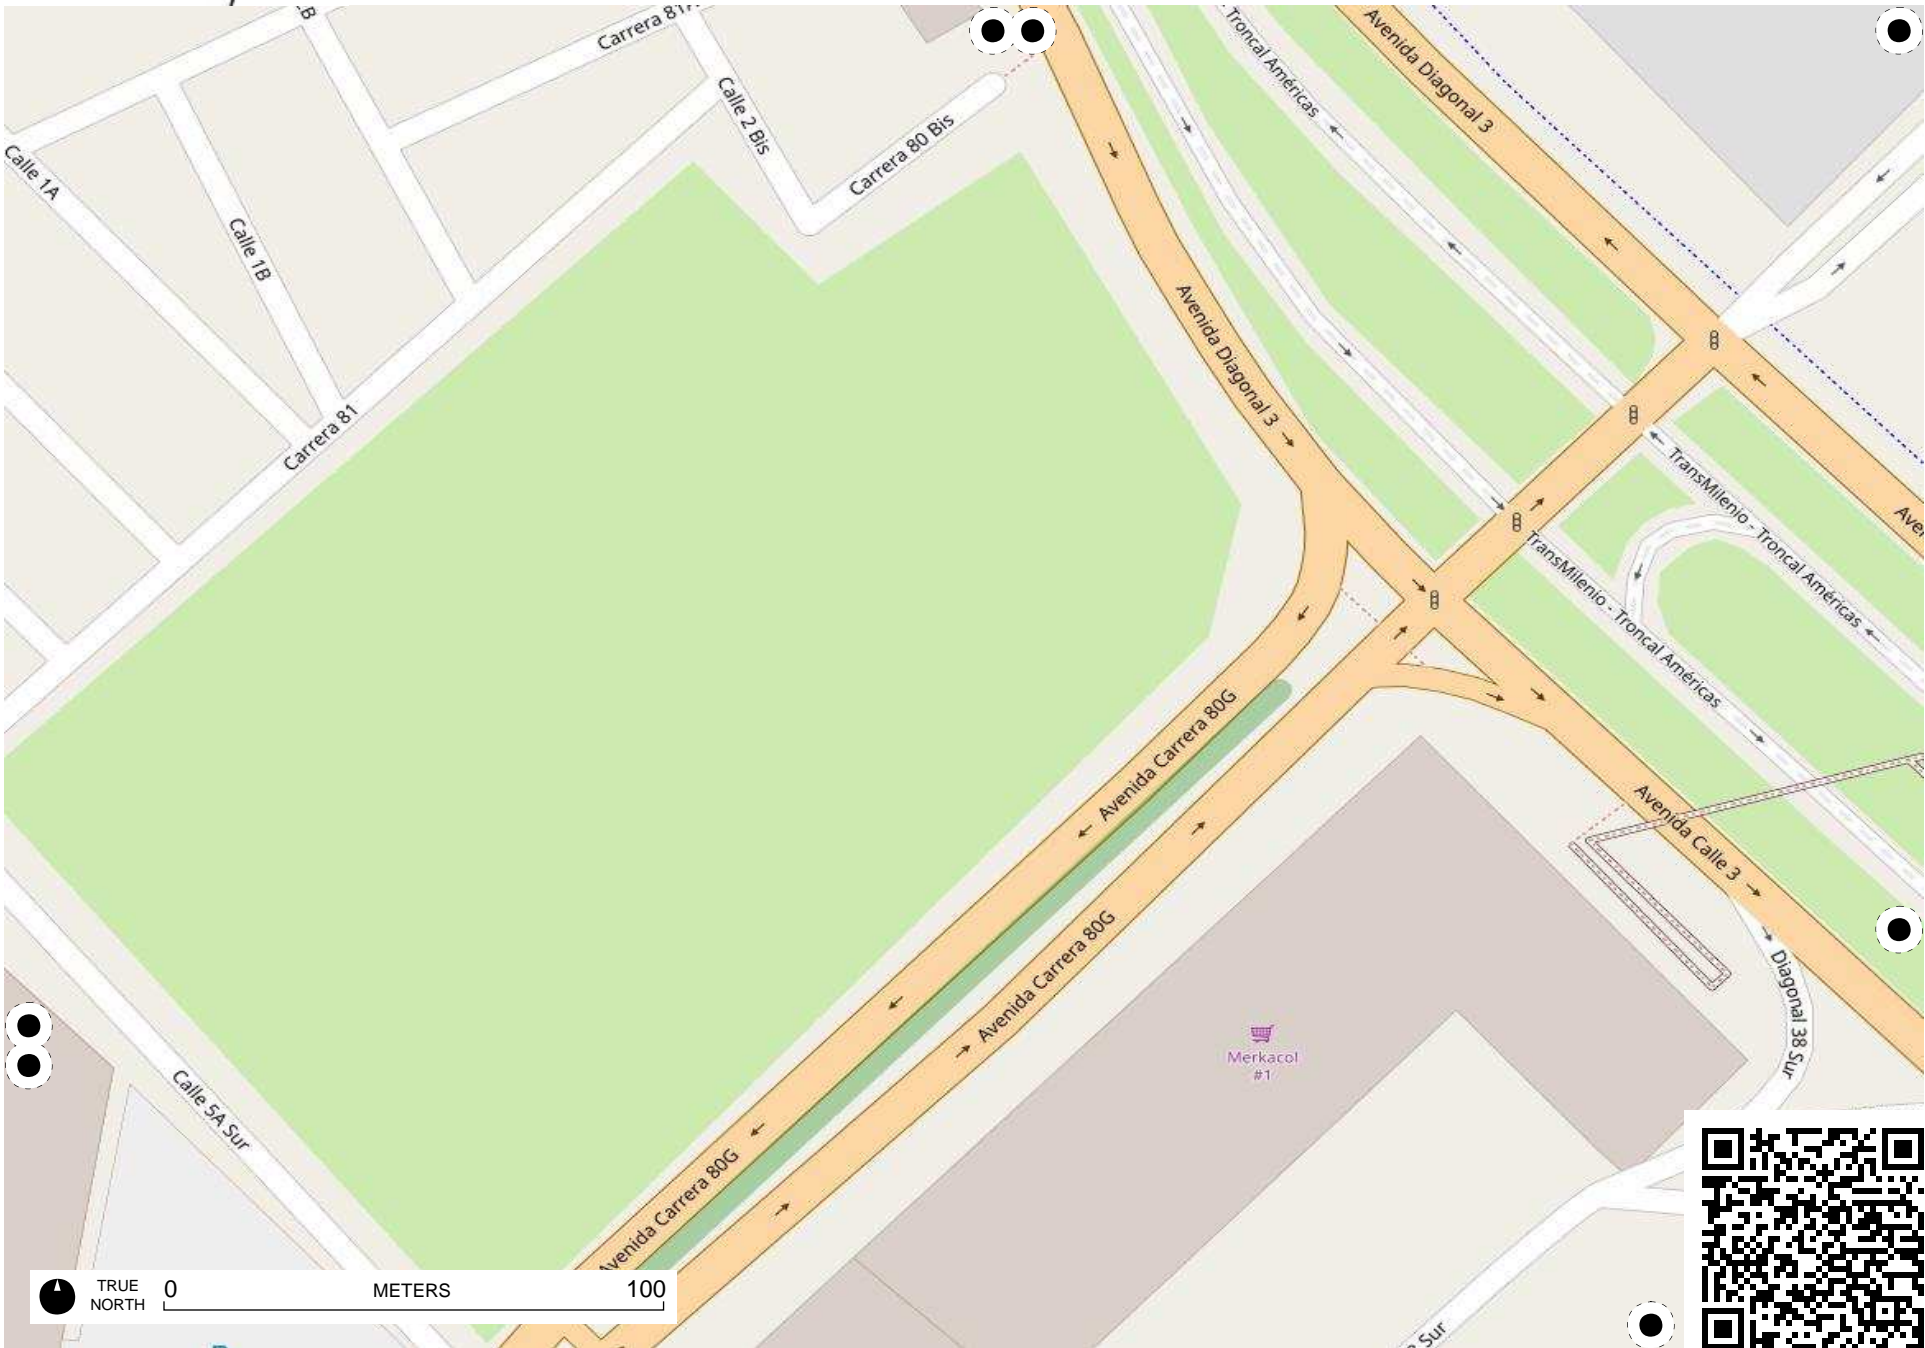 Carrera 81A
Avenida Diagonal 3
Troncal Américas
Calle 2 Bis
Carrera 80 Bis
Calle 1A
Calle 1B
Avenida Diagonal 3
Carrera 81
TransMilenio - Troncal Américas
TransMilenio - Troncal Américas
Avenida Carrera 80G
Avenida Calle 3
Avenida Carrera 80G
Diagonal 38 Sur
Merkacol
#1
Calle 5A Sur
Avenida Carrera 80G
TRUE
NORTH
0 METERS 100
Sur